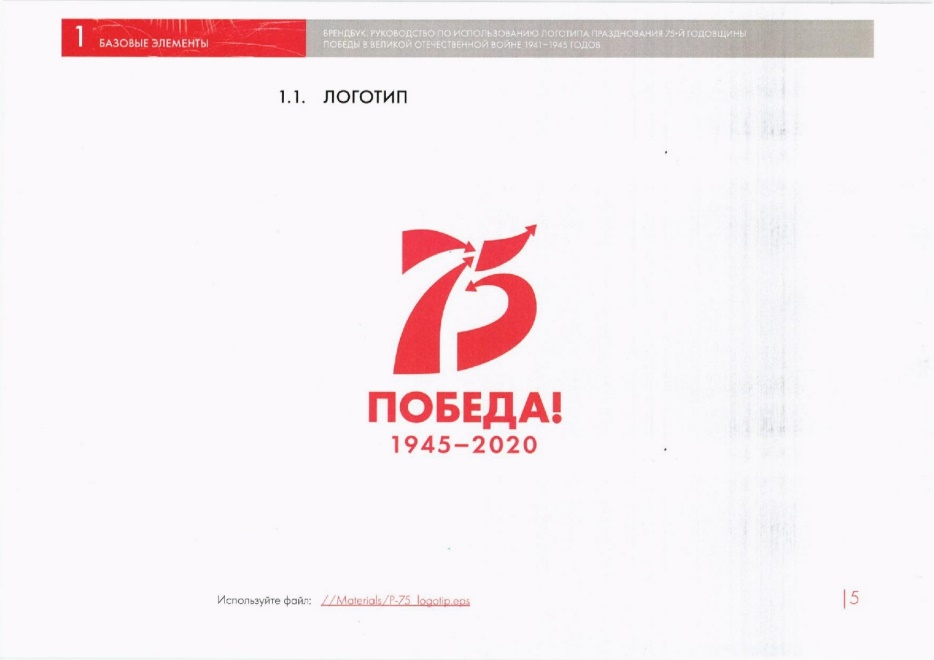 1 БАЗОВЫЕ ЭЛЕМЕНТЫ
БРЕНДБУК. РУКОВОДСТВО ПО ИСПОЛЬЗОВАНИЮ ЛОГОТИПА ПРАЗДНОВАНИЯ 75-Й ГОДОВЩИНЫ
ПОБЕДЫ В ВЕЛИКОЙ ОТЕЧЕСТВЕННОЙ ВОЙНЕ 1941–1945 ГОДОВ
1.1. ЛОГОТИП
75
ПОБЕДА!
1945–2020
Используйте файл: //Materials/P-75_logotip.eps
|5